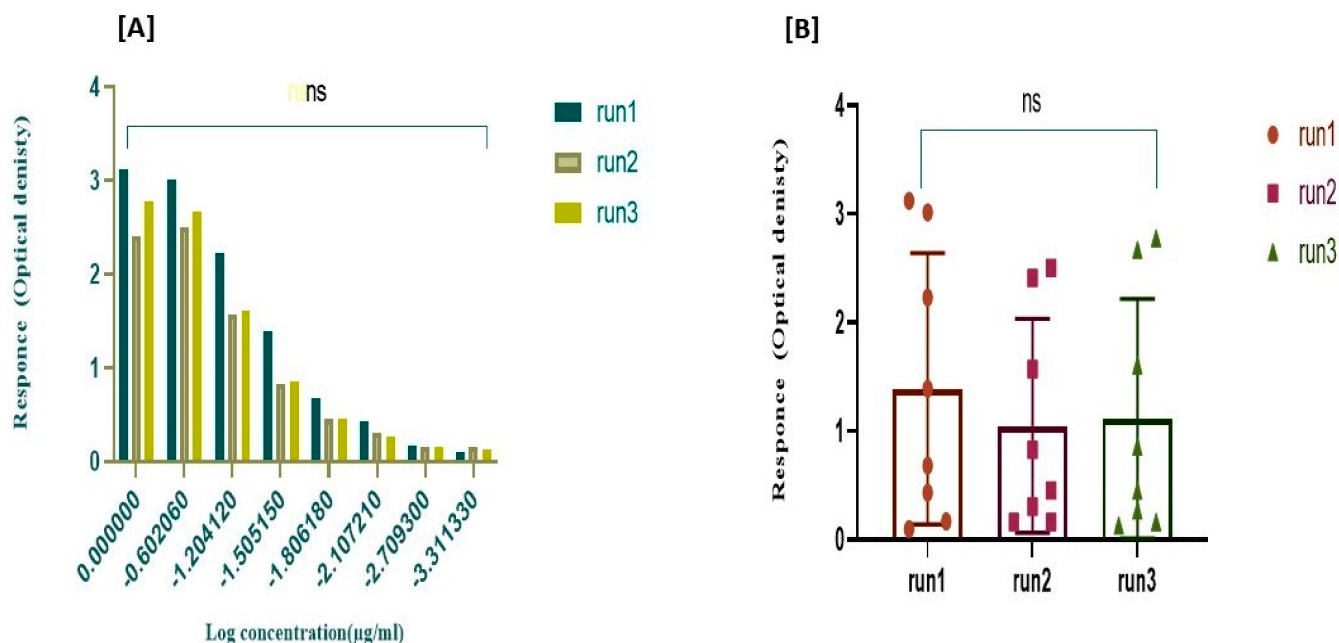 [A]
Responce (Optical denisty)
4
3
2
1
0
nsns
run1
run2
run3
0.000000
-0.602060
-1.204120
-1.505150
-1.806180
-2.107210
-2.709300
-3.311330
Log concentration(µg/ml)
[B]
Responce (Optical denisty)
4
3
2
1
0
ns
run1
run2
run3
run1
run2
run3